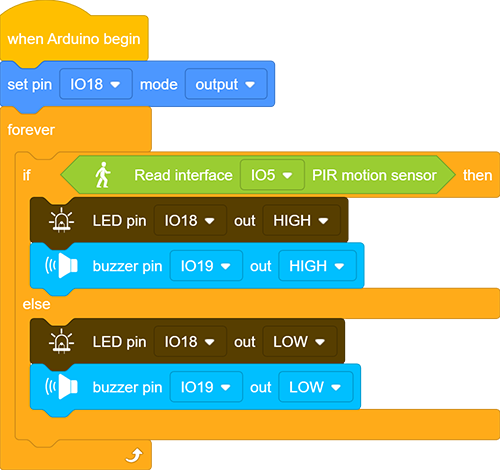 when Arduino begin
set pin IO18 mode output
forever
if Read interface IO5 PIR motion sensor then
LED pin IO18 out HIGH
buzzer pin IO19 out HIGH
else
LED pin IO18 out LOW
buzzer pin IO19 out LOW